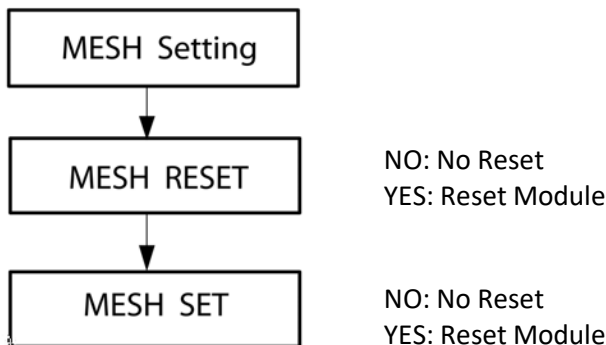 MESH Setting
MESH RESET
NO: No Reset
YES: Reset Module
MESH SET
NO: No Reset
YES: Reset Module